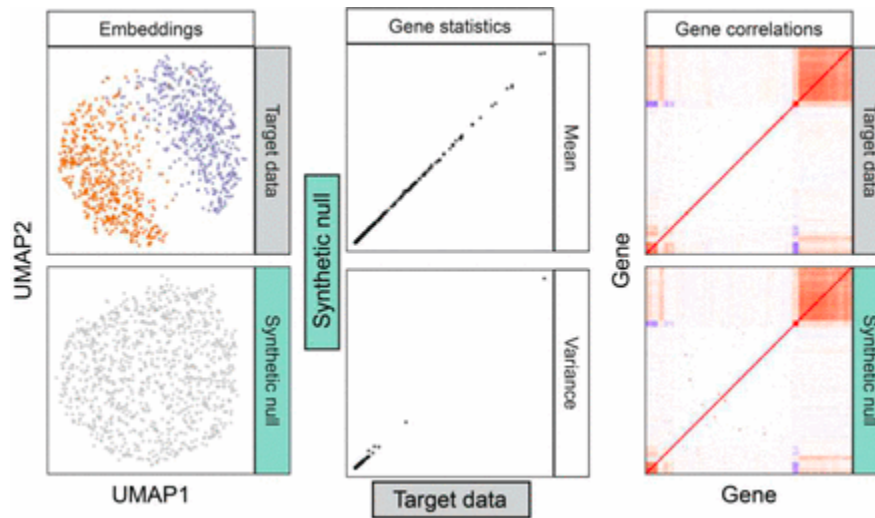 Embeddings
Gene statistics
Gene correlations
Target data
Mean
Target data
UMAP2
Synthetic null
Gene
Synthetic null
Variance
Synthetic null
UMAP1
Target data
Gene